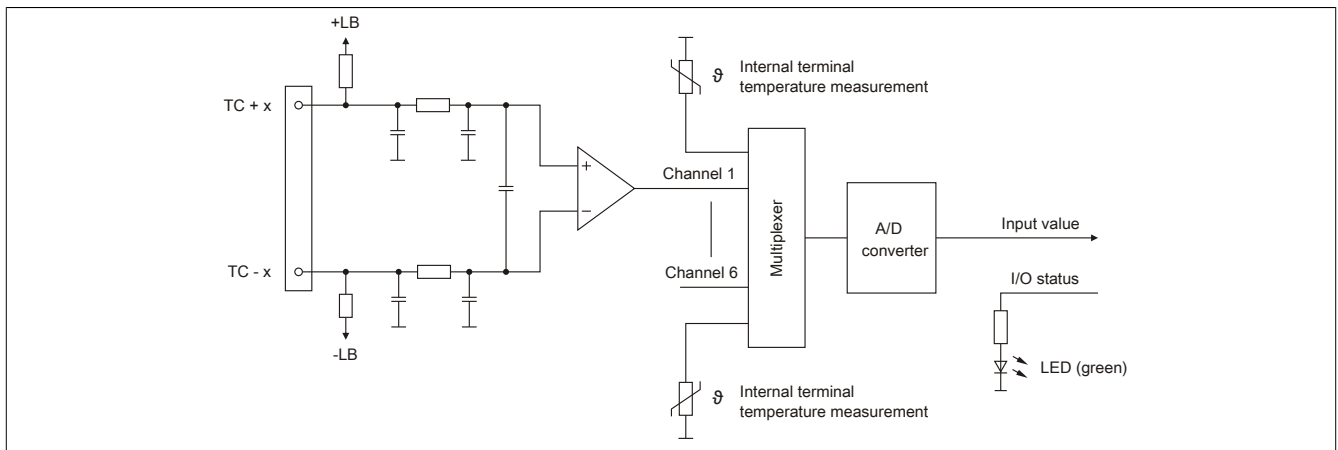 +LB
ϑ Internal terminal
temperature measurement
TC + x
+
Channel 1
−
Multiplexer
A/D
converter
Input value
TC - x
Channel 6
I/O status
-LB
LED (green)
ϑ Internal terminal
temperature measurement